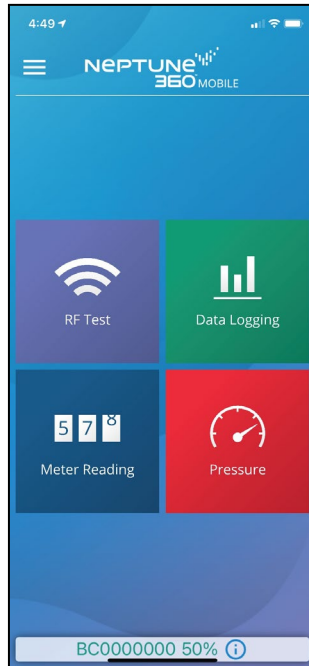 4:49
NEPTUNE
360 MOBILE
RF Test
Data Logging
5 7 8
Meter Reading
Pressure
BC0000000 50%